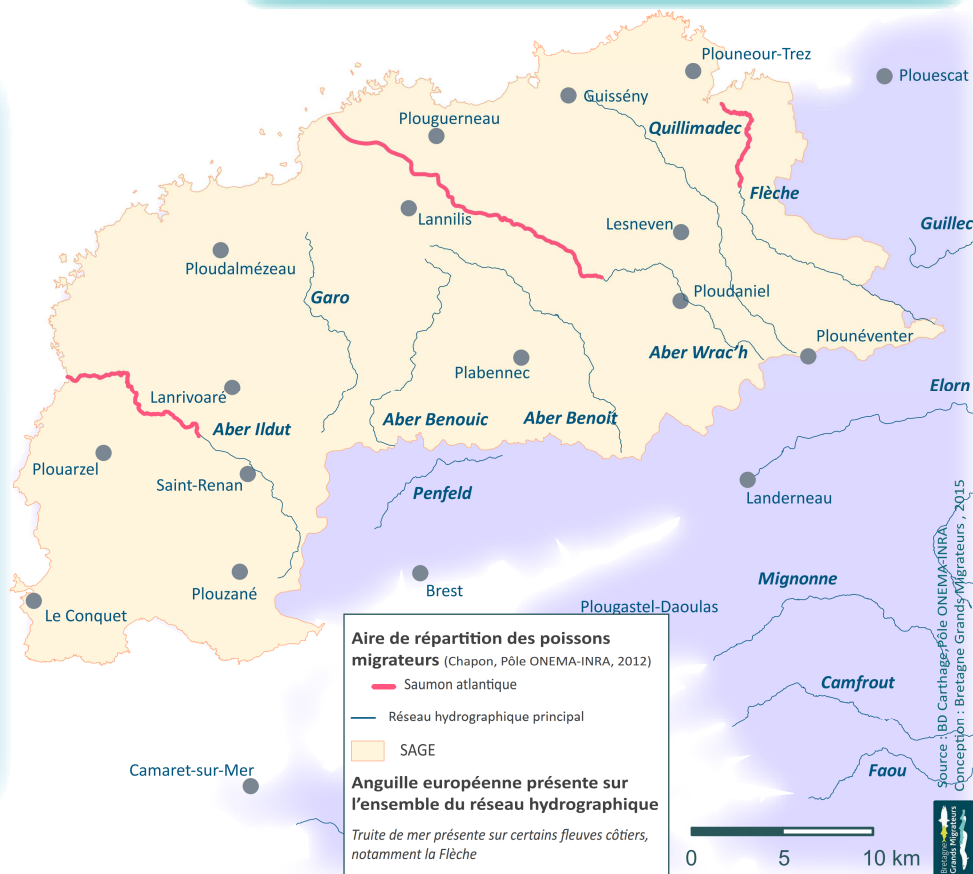 Plouneour-Trez
Plouescat
Guissény
Plouguerneau
Quillimadec
Flèche
Lannilis
Lesneven
Guillec
Ploudalmézeau
Garo
Ploudaniel
Plounéventer
Aber Wrac’h
Plabennec
Elorn
Lanrivoaré
Aber Ildut
Aber Benouic
Aber Benoit
Plouarzel
Saint-Renan
Penfeld
Landerneau
Plouzané
Brest
Mignonne
Le Conquet
Plougastel-Daoulas
Camfrout
Faou
Camaret-sur-Mer
Aire de répartition des poissons
migrateurs (Chapon, Pôle ONEMA-INRA, 2012)
Saumon atlantique
Réseau hydrographique principal
SAGE
Anguille européenne présente sur
l’ensemble du réseau hydrographique
Truite de mer présente sur certains fleuves côtiers,
notamment la Flèche
0 5 10 km
Source : BD Carthage,Pôle ONEMA-INRA
Conception : Bretagne Grands Migrateurs , 2015
Bretagne
Grands Migrateurs